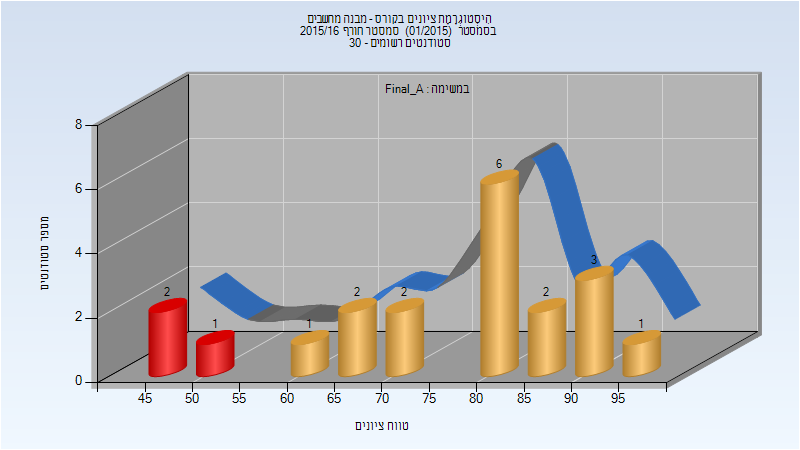 היסטוגרמת ציונים בקורס - מבנה מחשבים
בסמסטר (01/2015) סמסטר חורף 2015/16
סטודנטים רשומים - 30
במשימה : Final_A
מספר סטודנטים
8
6
4
2
0
2
1
1
2
2
6
2
3
1
45 50 55 60 65 70 75 80 85 90 95
טווח ציונים